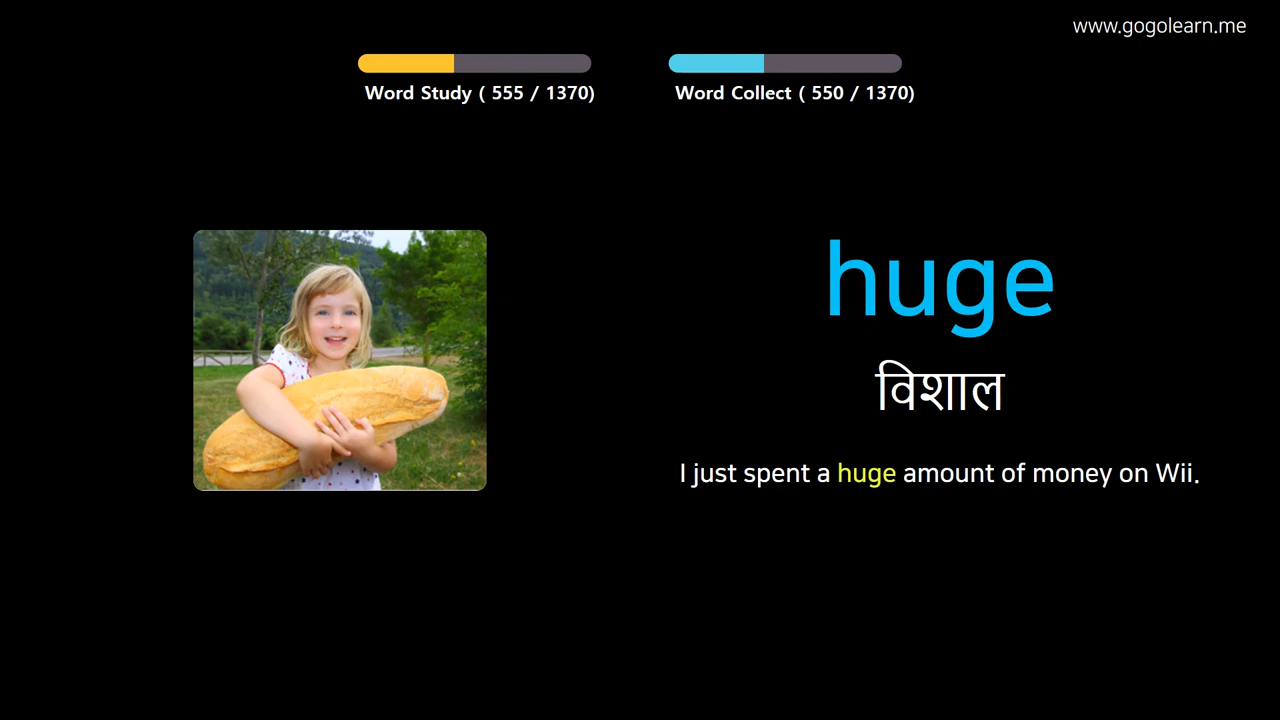 www.gogolearn.me
Word Study ( 555 / 1370)
Word Collect ( 550 / 1370)
huge
विशाल
I just spent a huge amount of money on Wii.